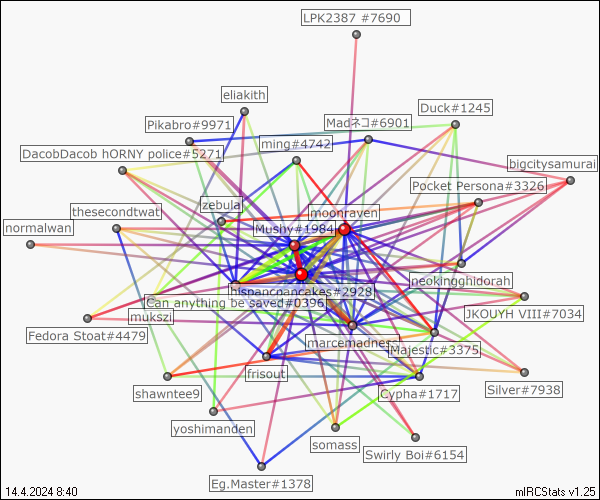 LPK2387 #7690
eliakith
Duck#1245
Madネコ#6901
Pikabro#9971
ming#4742
DacobDacob hORNY police#5271
bigcitysamurai
Pocket Persona#3326
zebula
moonraven
thesecondtwat
Mushy#1984
normalwan
neokingghidorah
hispanicpancakes#2928
Can anything be saved#0396
mukszi
JKOUYH VIII#7034
Fedora Stoat#4479
marcemadness
Majestic#3375
frisout
shawntee9
Cypha#1717
Silver#7938
yoshimanden
somass
Swirly Boi#6154
Eg.Master#1378
14.4.2024 8:40
mIRCStats v1.25